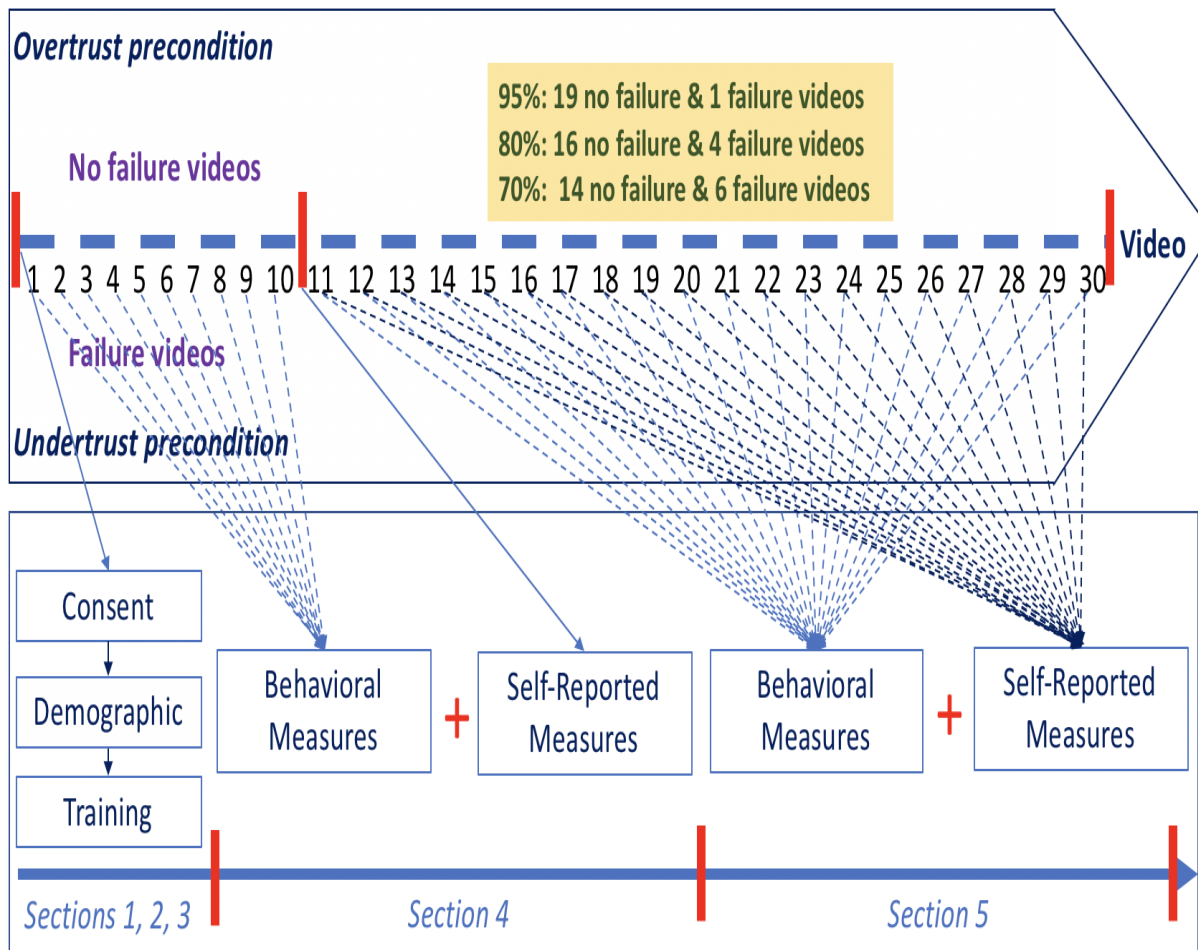 Overtrust precondition
95%: 19 no failure & 1 failure videos
80%: 16 no failure & 4 failure videos
70%: 14 no failure & 6 failure videos
No failure videos
Video
1 2 3 4 5 6 7 8 9 10 11 12 13 14 15 16 17 18 19 20 21 22 23 24 25 26 27 28 29 30
Failure videos
Undertrust precondition
Consent
Demographic
Training
Behavioral
Measures
+
Self-Reported
Measures
Behavioral
Measures
+
Self-Reported
Measures
Sections 1, 2, 3
Section 4
Section 5